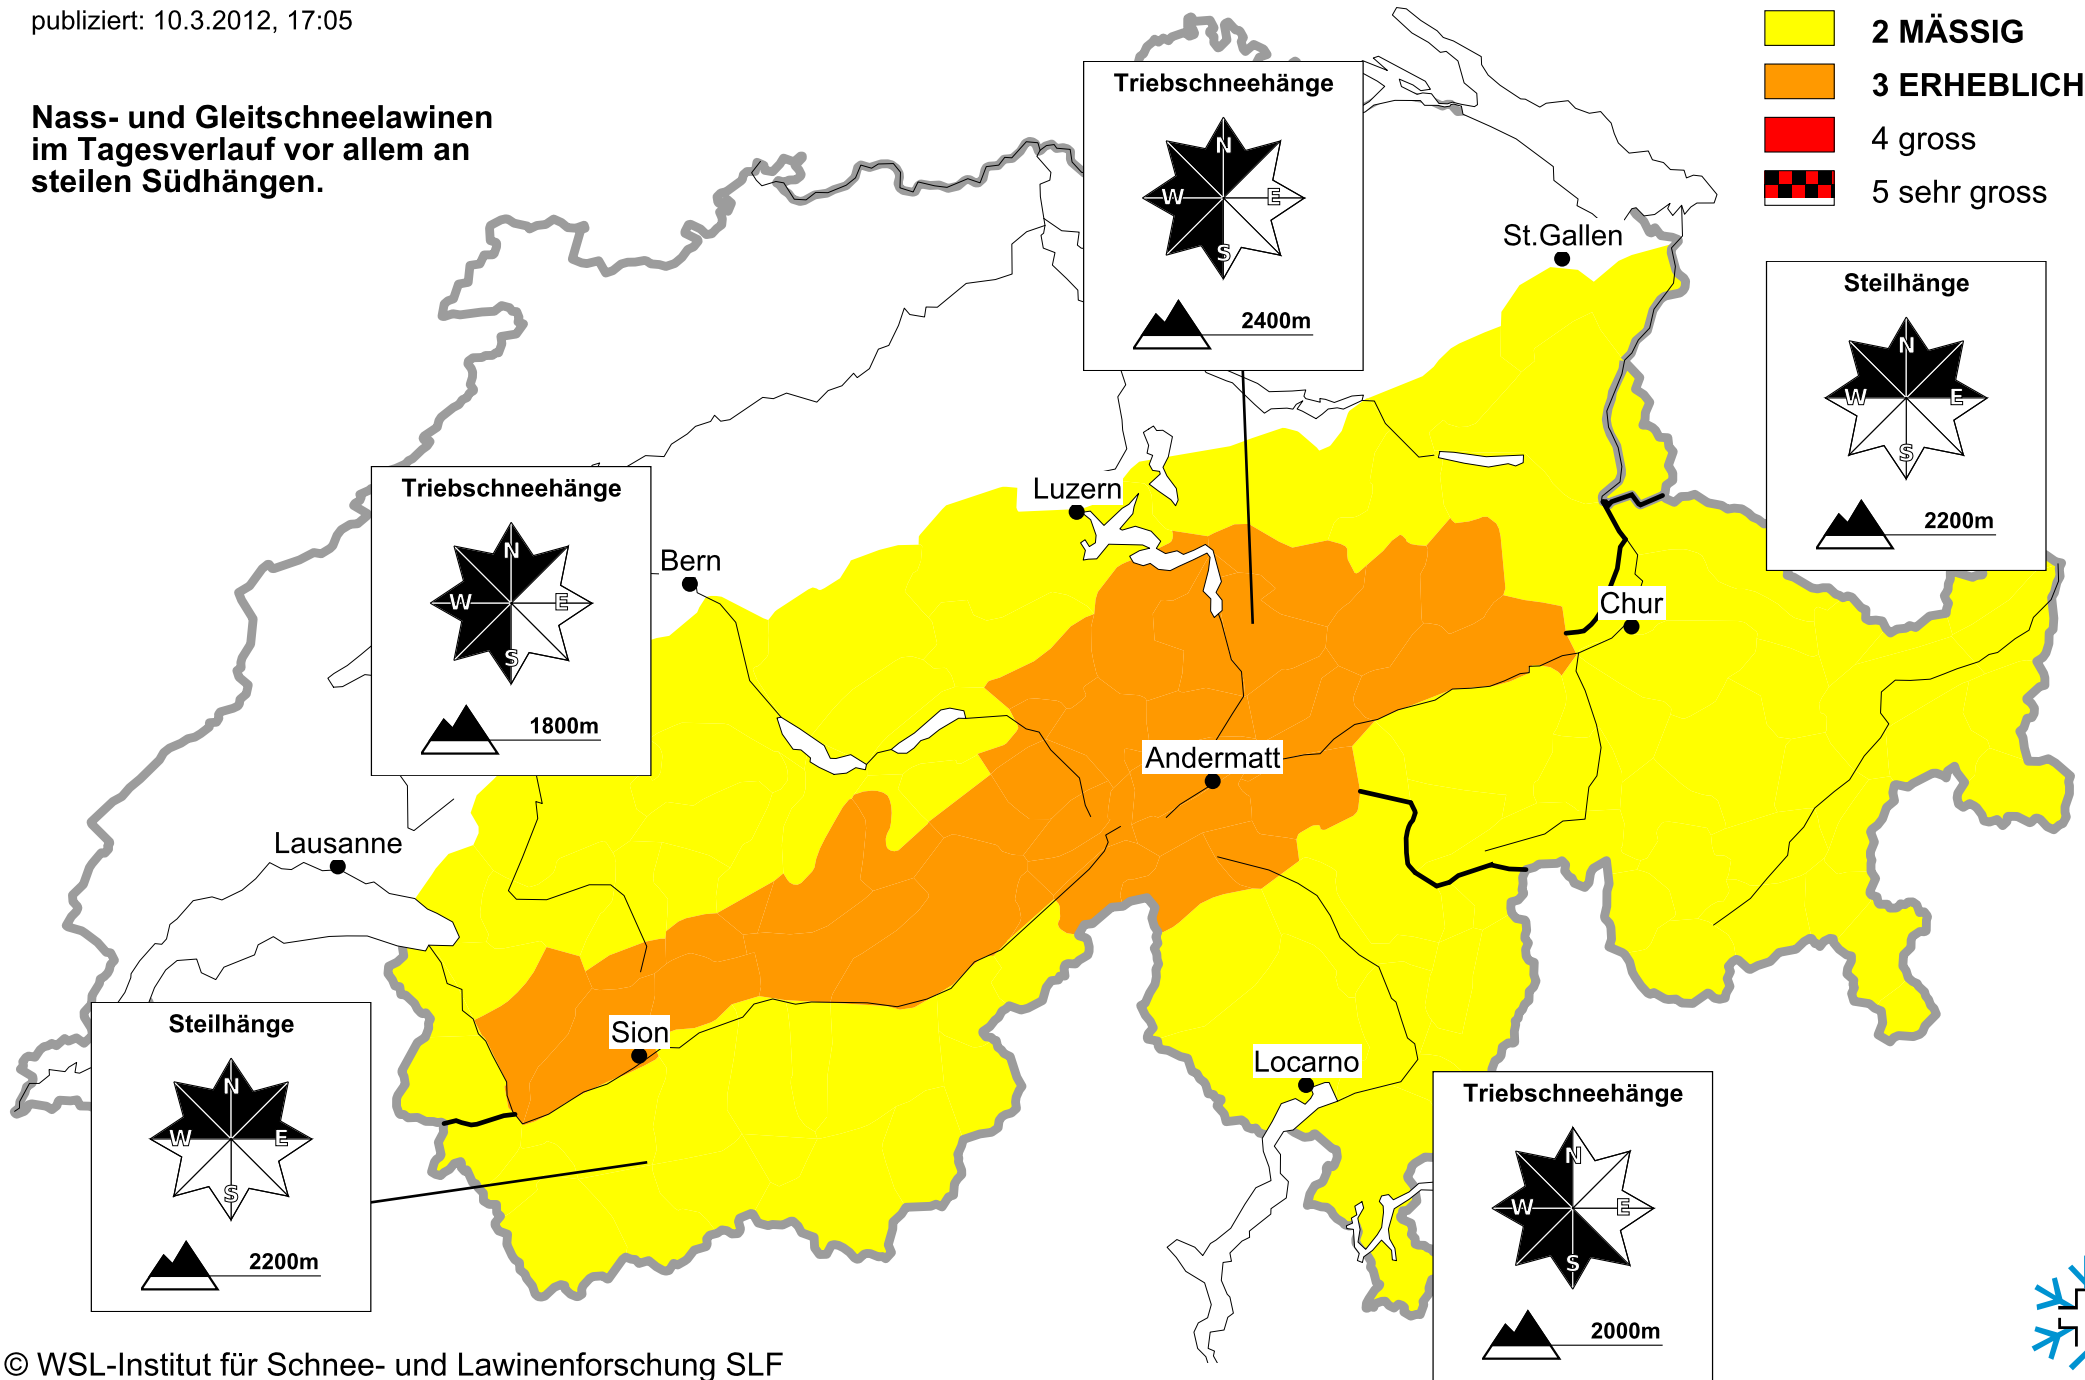 publiziert: 10.3.2012, 17:05
Nass- und Gleitschneelawinen
im Tagesverlauf vor allem an
steilen Südhängen.
2 MÄSSIG
3 ERHEBLICH
4 gross
5 sehr gross
Triebschneehänge
N
W E
S
2400m
St.Gallen
Steilhänge
N
W E
S
2200m
Triebschneehänge
N
W E
S
1800m
Luzern
Bern
Chur
Andermatt
Lausanne
Sion
Locarno
Steilhänge
N
W E
S
2200m
Triebschneehänge
N
W E
S
2000m
© WSL-Institut für Schnee- und Lawinenforschung SLF